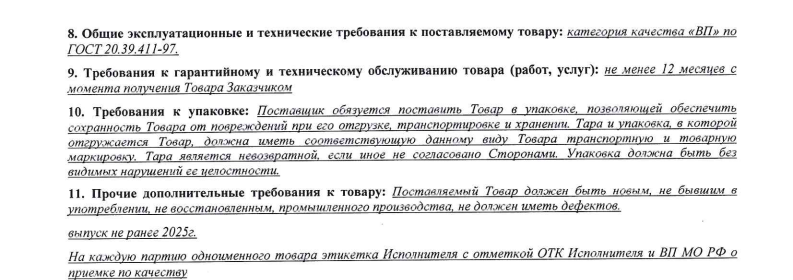 8. Общие эксплуатационные и технические требования к поставляемому товару: категория качества «ВП» по
ГОСТ 20.39.411-97.
9. Требования к гарантийному и техническому обслуживанию товара (работ, услуг): не менее 12 месяцев с
момента получения Товара Заказчиком
10. Требования к упаковке: Поставщик обязуется поставить Товар в упаковке, позволяющей обеспечить
сохранность Товара от повреждений при его отгрузке, транспортировке и хранении. Тара и упаковка, в которой
отгружается Товар, должна иметь соответствующую данному виду Товара транспортную и товарную
маркировку. Тара является невозвратной, если иное не согласовано Сторонами. Упаковка должна быть без
видимых нарушений ее целостности.
11. Прочие дополнительные требования к товару: Поставляемый Товар должен быть новым, не бывшим в
употреблении, не восстановленным, промышленного производства, не должен иметь дефектов.
выпуск не ранее 2025г.
На каждую партию одноименного товара этикетка Исполнителя с отметкой ОТК Исполнителя и ВП МО РФ о
приемке по качеству